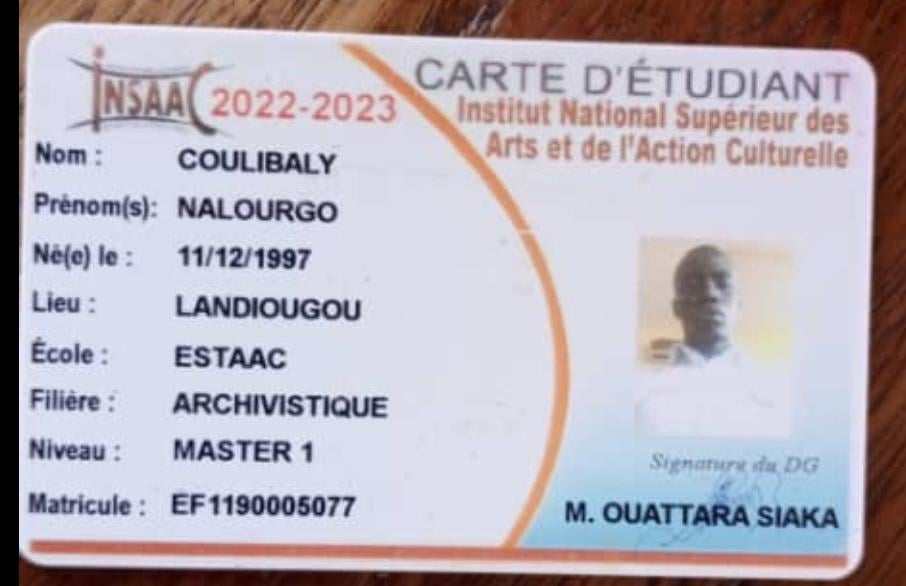 INSAAC 2022-2023
CARTE D'ÉTUDIANT
Institut National Supérieur des
Arts et de l'Action Culturelle
Nom : COULIBALY
Prénom(s): NALOURGO
Né(e) le : 11/12/1997
Lieu : LANDIOUGOU
École : ESTAAC
Filière : ARCHIVISTIQUE
Niveau : MASTER 1
Matricule : EF1190005077
Signature du DG
M. OUATTARA SIAKA